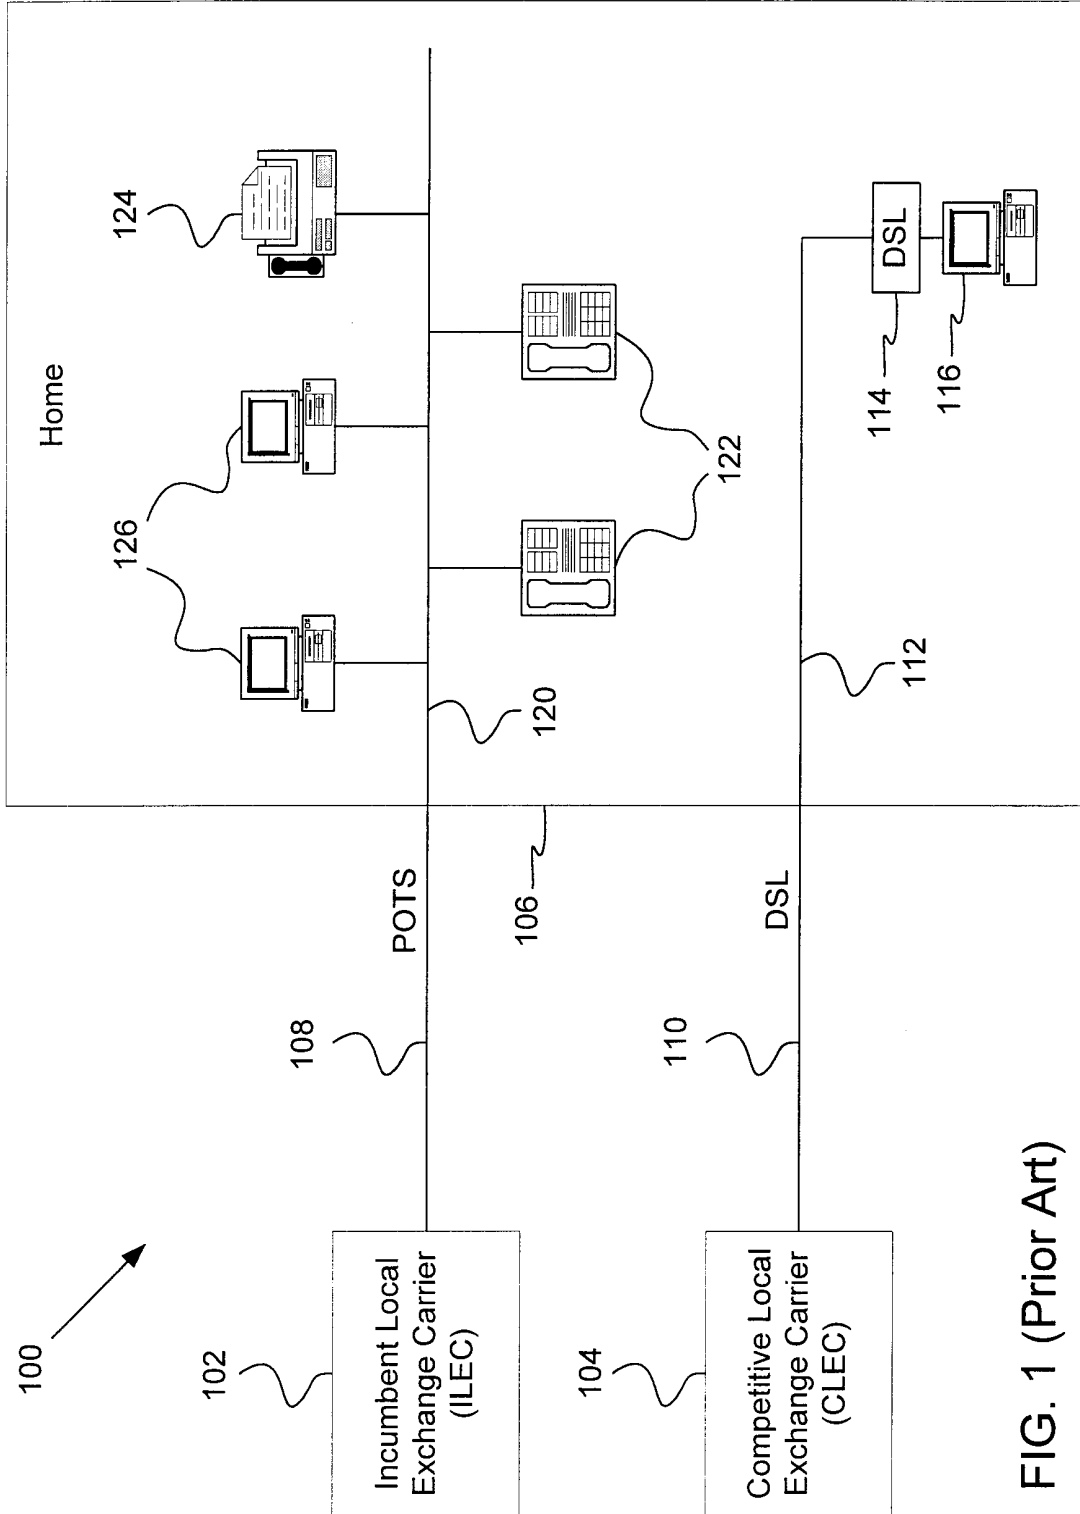 100
Home
102
Incumbent Local
Exchange Carrier
(ILEC)
108
POTS
126
124
120
122
106
104
Competitive Local
Exchange Carrier
(CLEC)
110
DSL
112
114
DSL
116
FIG. 1 (Prior Art)